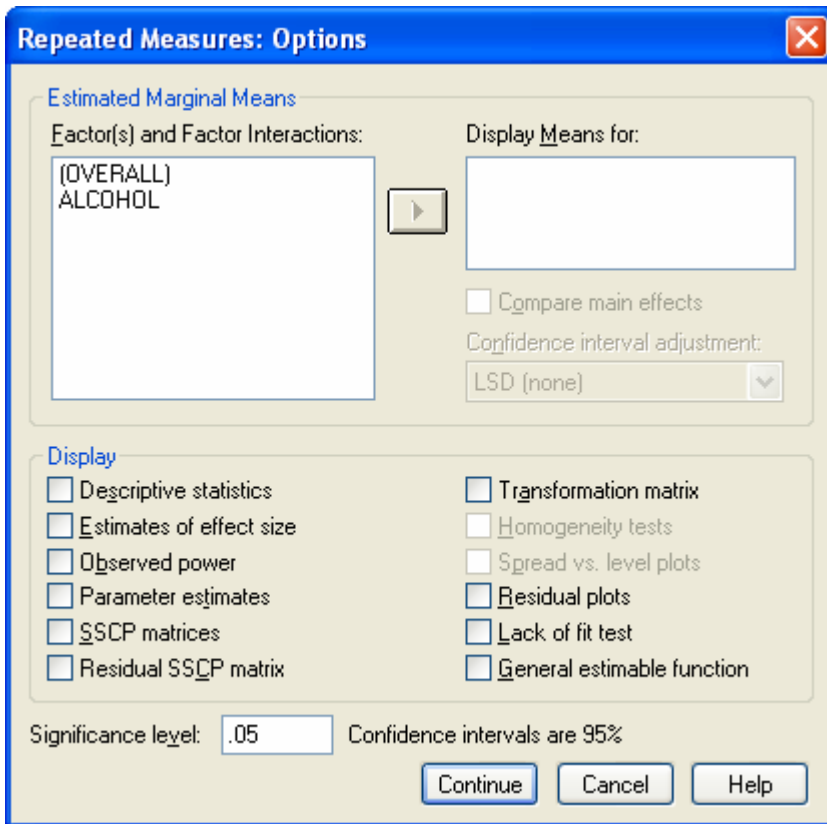 Repeated Measures: Options
Estimated Marginal Means
Factor(s) and Factor Interactions:
(OVERALL)
ALCOHOL
Display Means for:
Compare main effects
Confidence interval adjustment:
LSD (none)
Display
Descriptive statistics
Estimates of effect size
Observed power
Parameter estimates
SSCP matrices
Residual SSCP matrix
Transformation matrix
Homogeneity tests
Spread vs. level plots
Residual plots
Lack of fit test
General estimable function
Significance level: .05 Confidence intervals are 95%
Continue Cancel Help